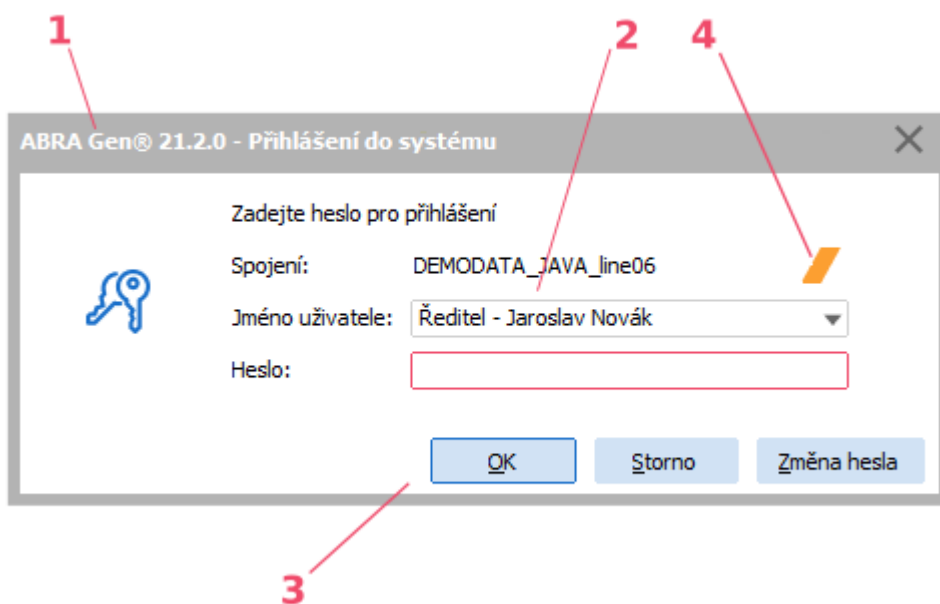 1
2
4
ABRA Gen® 21.2.0 - Přihlášení do systému
Zadejte heslo pro přihlášení
Spojení: DEMODATA_JAVA_line06
Jméno uživatele: Ředitel - Jaroslav Novák
Heslo:
OK Storno Změna hesla
3